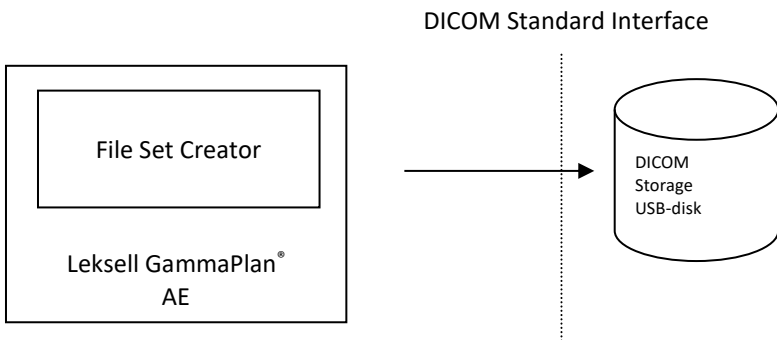 DICOM Standard Interface
File Set Creator
DICOM
Storage
USB-disk
Leksell GammaPlan®
AE